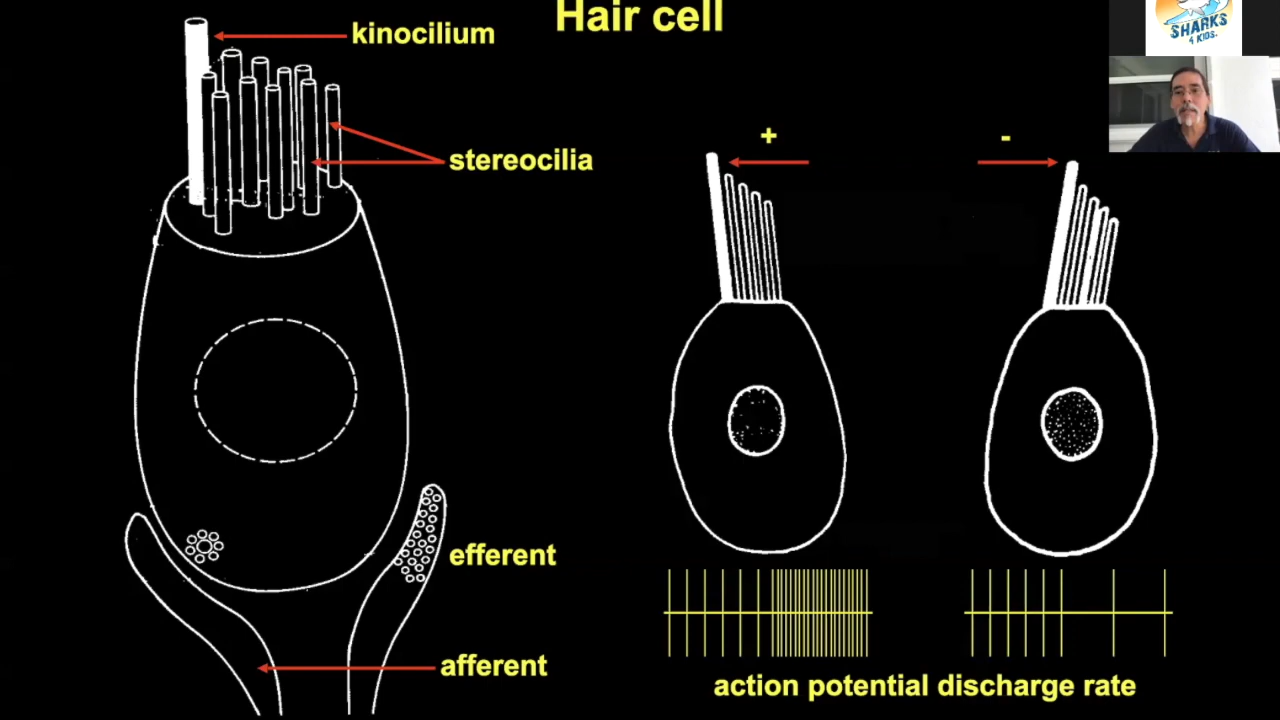 Hair cell
SHARKS
4 KIDS.
kinocilium
stereocilia
+
-
efferent
afferent
action potential discharge rate